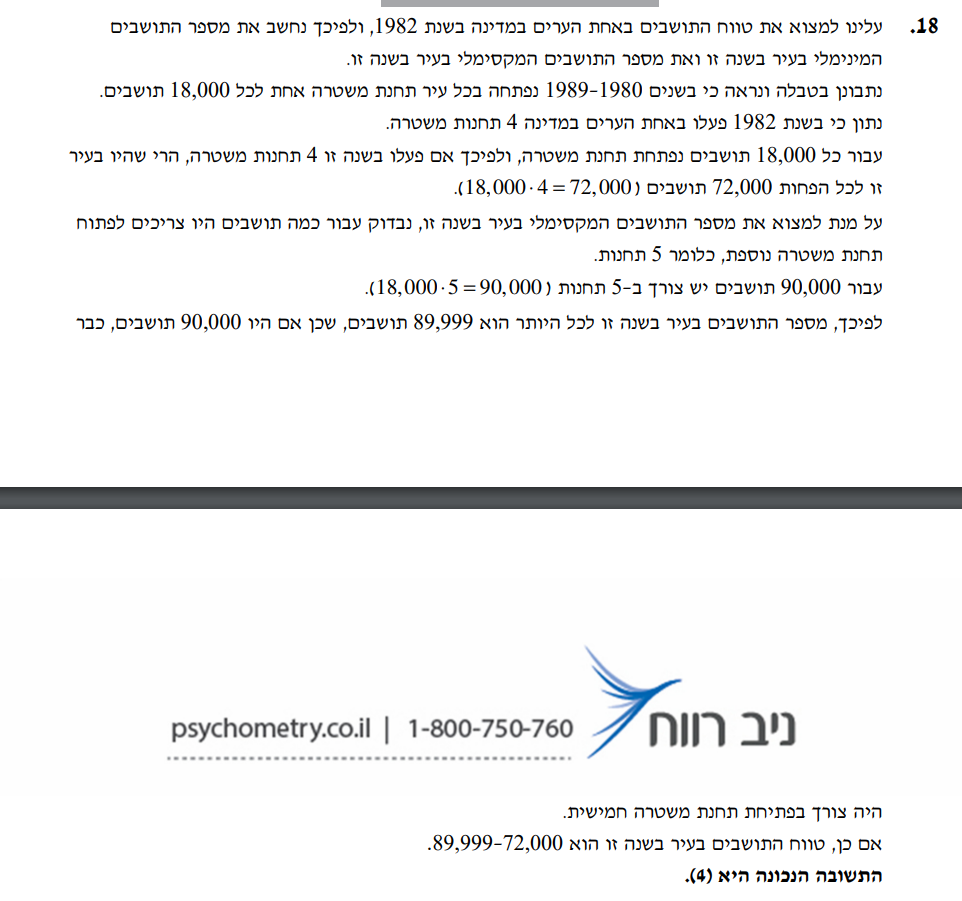 18. עלינו למצוא את טווח התושבים באחת הערים במדינה בשנת 1982, ולפיכך נחשב את מספר התושבים
המינימלי בעיר בשנה זו ואת מספר התושבים המקסימלי בעיר בשנה זו.
נתבונן בטבלה ונראה כי בשנים 1989-1980 נפתחה בכל עיר תחנת משטרה אחת לכל 18,000 תושבים.
נתון כי בשנת 1982 פעלו באחת הערים במדינה 4 תחנות משטרה.
עבור כל 18,000 תושבים נפתחת תחנת משטרה, ולפיכך אם פעלו בשנה זו 4 תחנות משטרה, הרי שהיו בעיר
זו לכל הפחות 72,000 תושבים (18,000·4=72,000).
על מנת למצוא את מספר התושבים המקסימלי בעיר בשנה זו, נבדוק עבור כמה תושבים היו צריכים לפתוח
תחנת משטרה נוספת, כלומר 5 תחנות.
עבור 90,000 תושבים יש צורך ב-5 תחנות (18,000·5=90,000).
לפיכך, מספר התושבים בעיר בשנה זו לכל היותר הוא 89,999 תושבים, שכן אם היו 90,000 תושבים, כבר
ניב רווח
psychometry.co.il | 1-800-750-760
היה צורך בפתיחת תחנת משטרה חמישית.
אם כן, טווח התושבים בעיר בשנה זו הוא 89,999-72,000.
התשובה הנכונה היא (4).